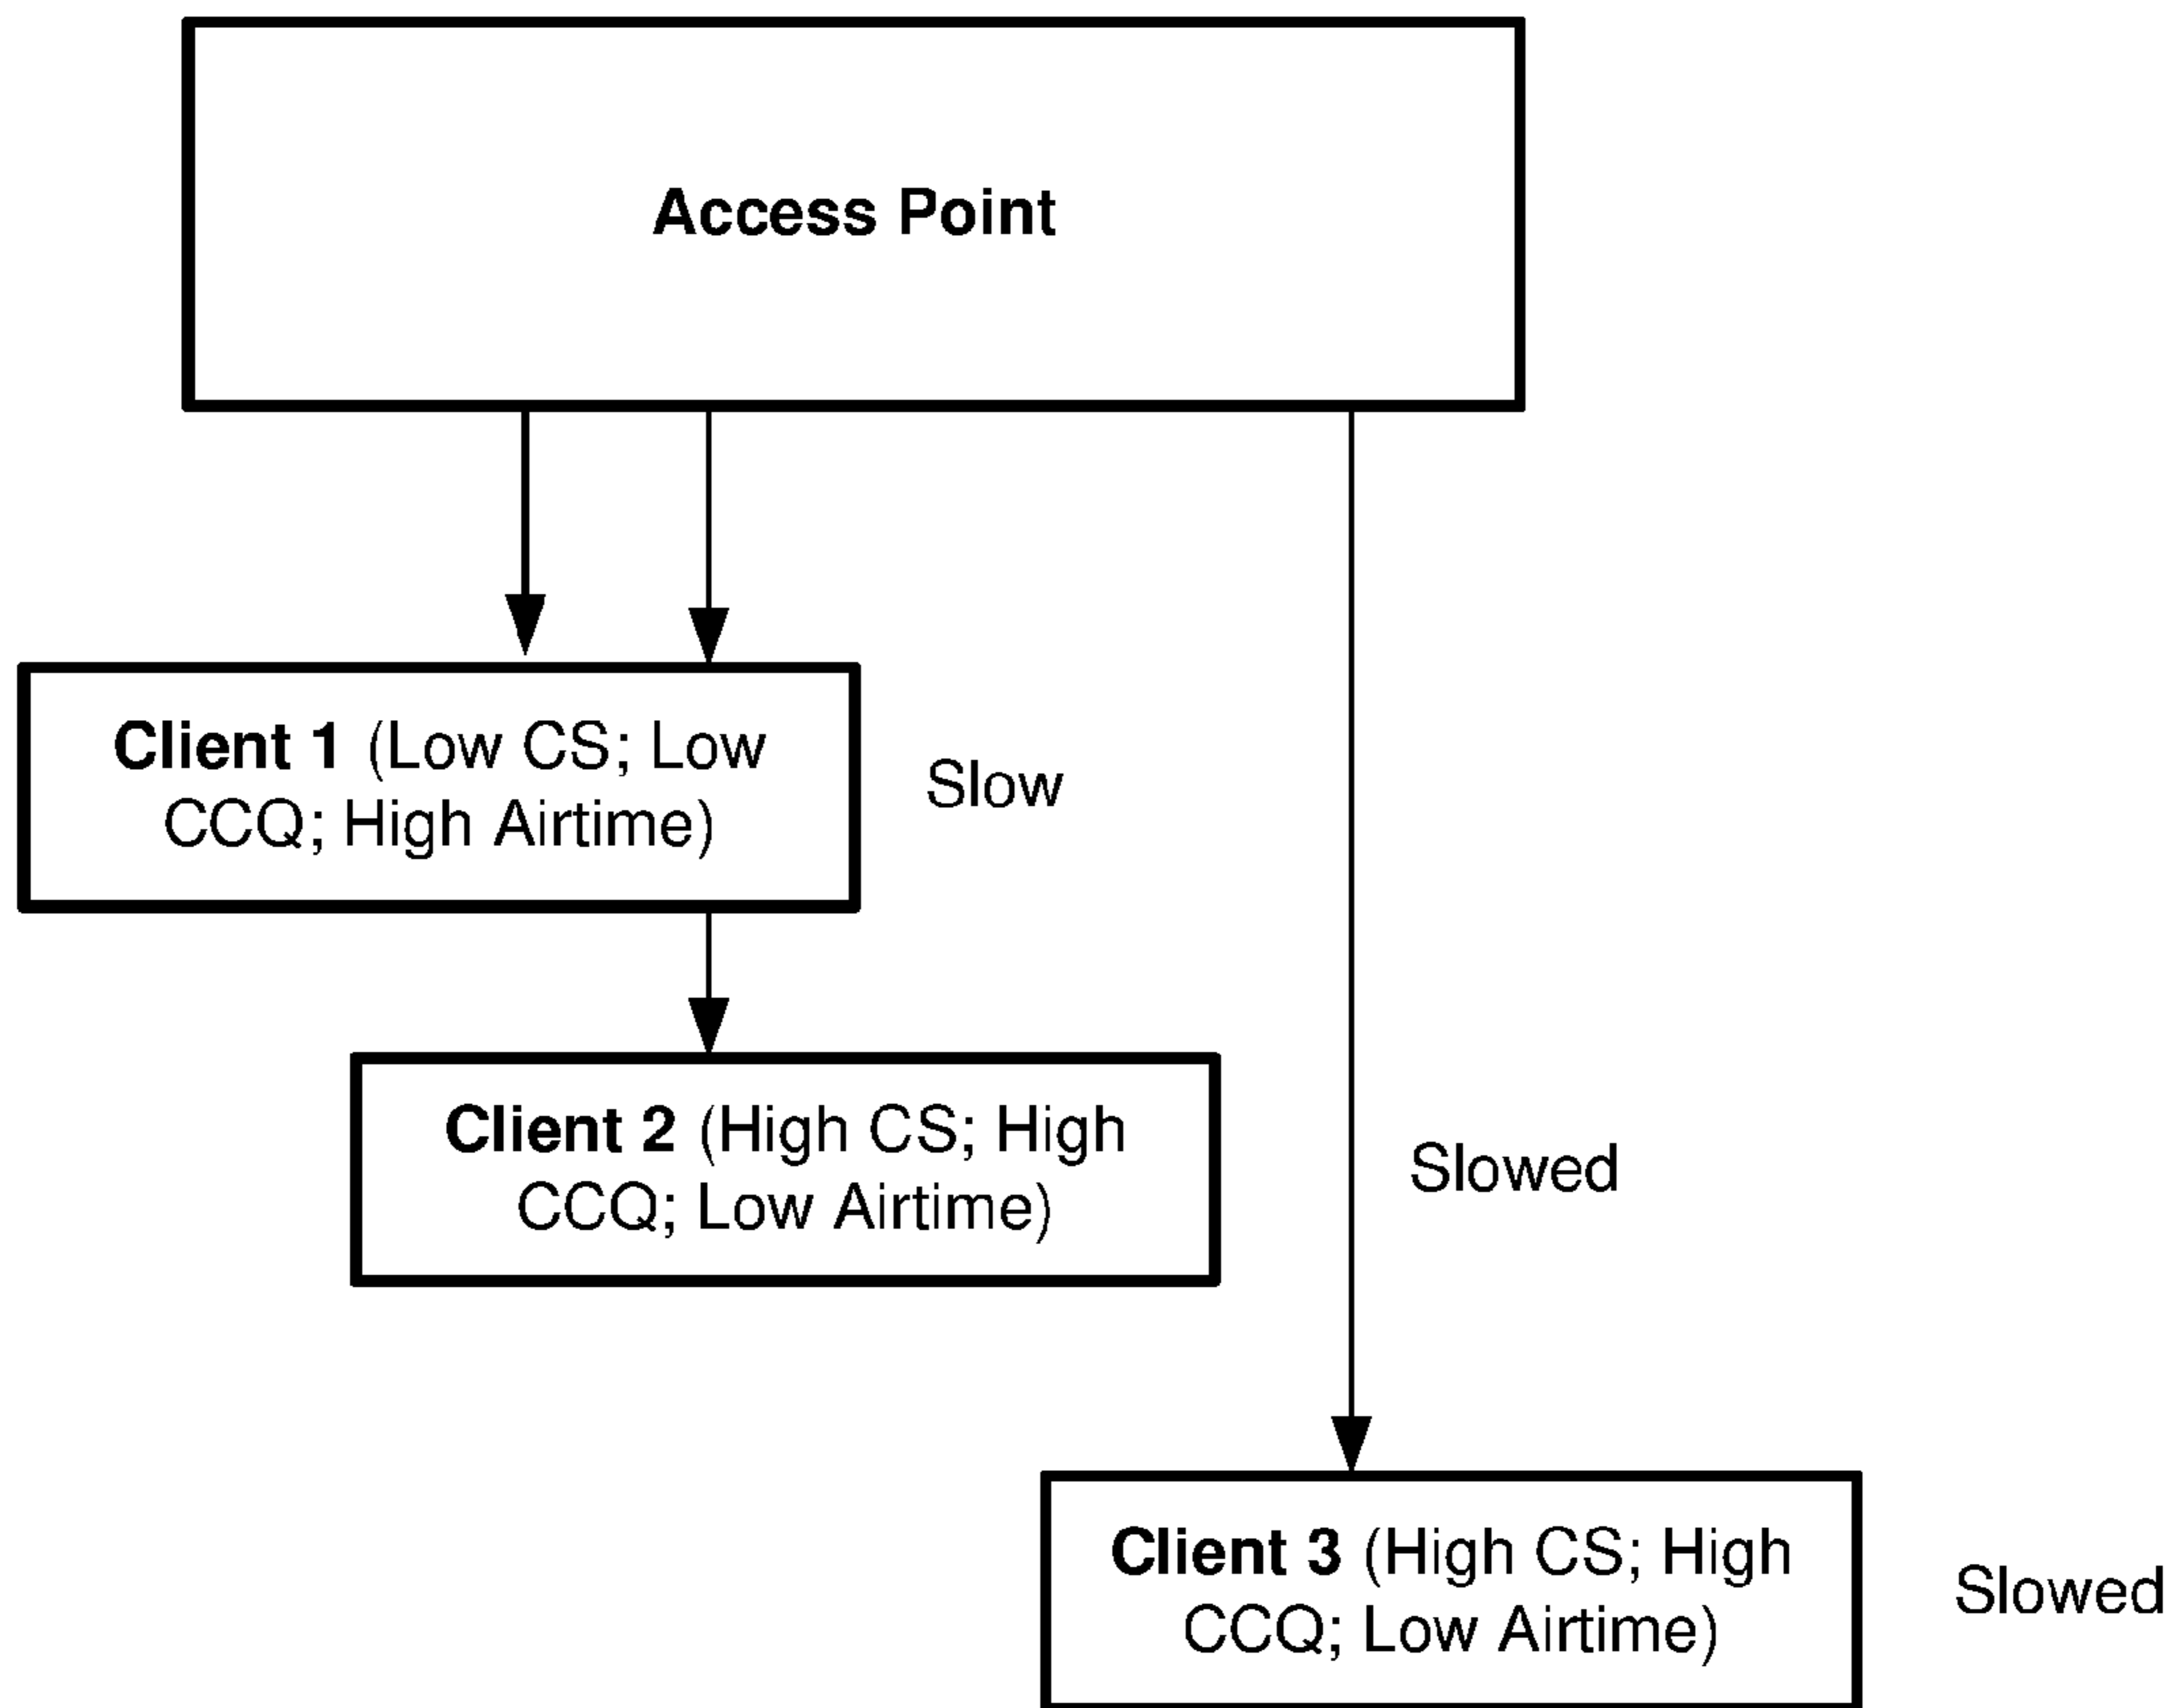 Access Point
Client 1 (Low CS; Low
CCQ; High Airtime)
Slow
Client 2 (High CS; High
CCQ; Low Airtime)
Slowed
Client 3 (High CS; High
CCQ; Low Airtime)
Slowed